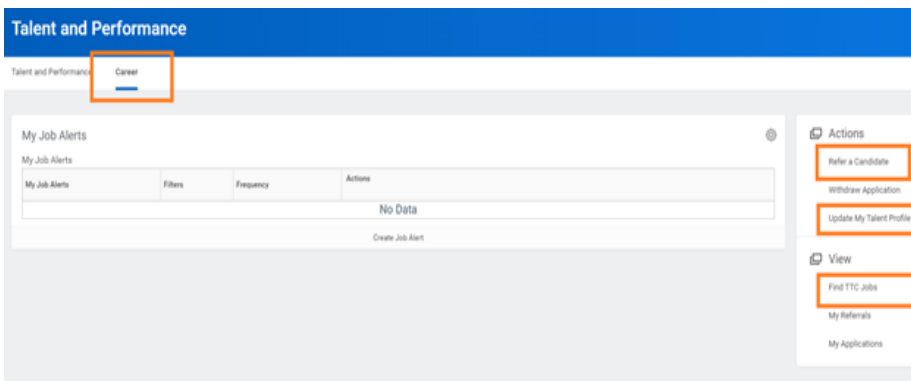 Talent and Performance
Talent and Performance Career
My Job Alerts
My Job Alerts
My Job Alerts Filters Frequency Actions
No Data
Create Job Alert
Actions
Refer a Candidate
Withdraw Application
Update My Talent Profile
View
Find TTC Jobs
My Referrals
My Applications